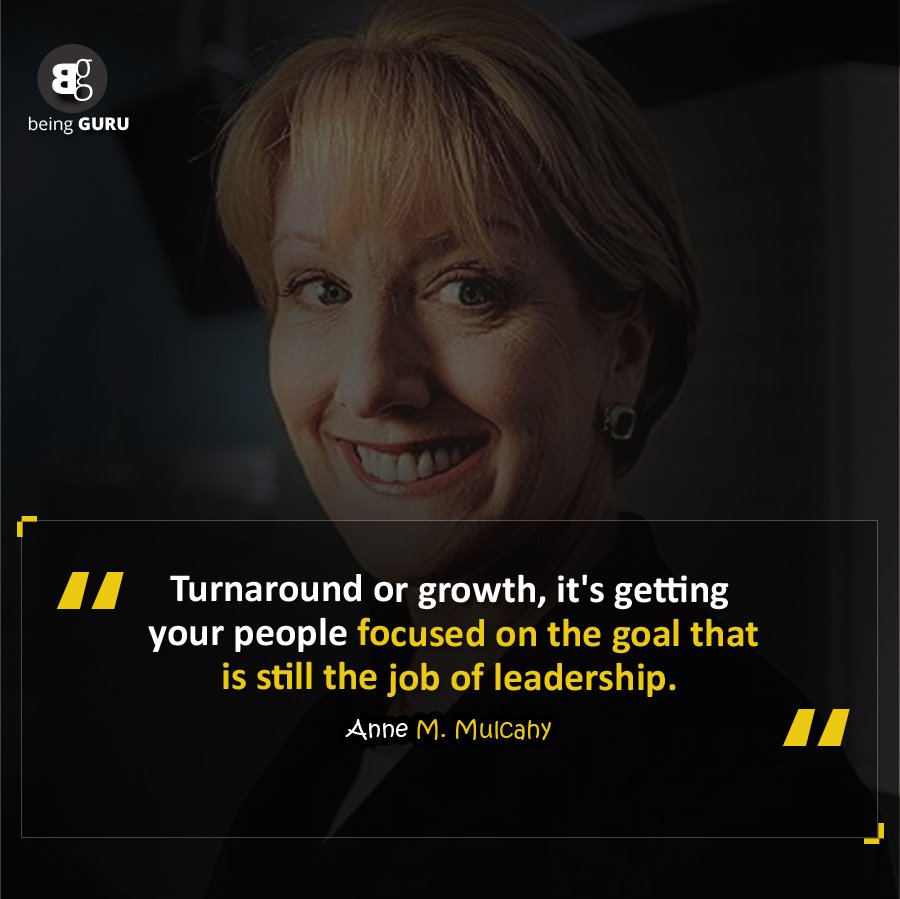 Bg
being GURU
Turnaround or growth, it's getting
your people focused on the goal that
is still the job of leadership.
Anne M. Mulcahy